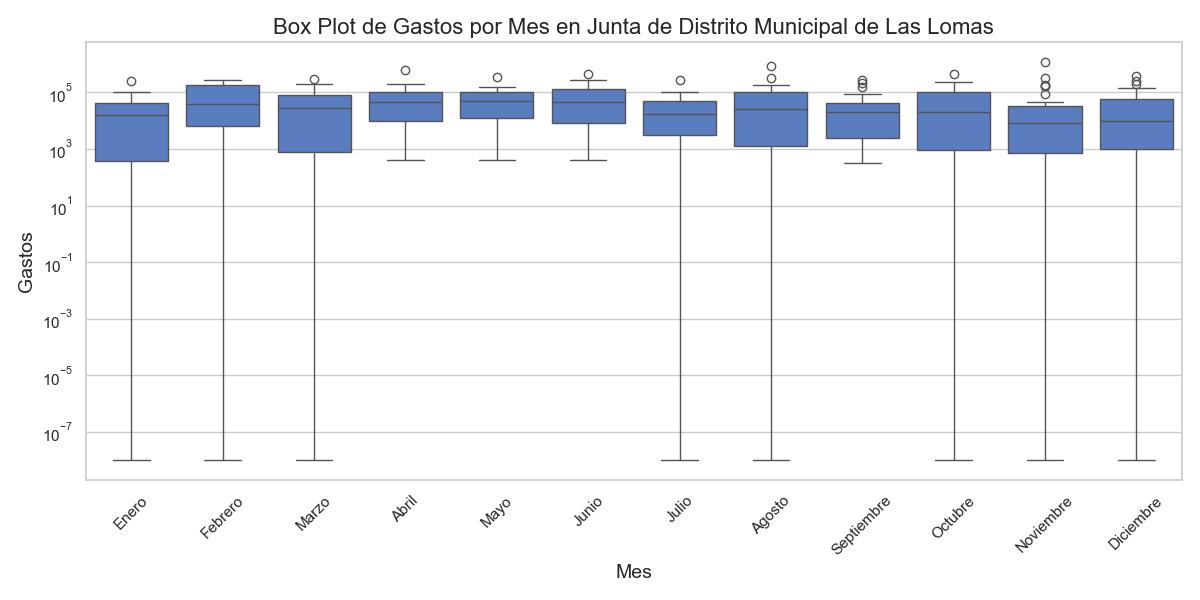 Box Plot de Gastos por Mes en Junta de Distrito Municipal de Las Lomas
Gastos
10^5
10^3
10^1
10^−1
10^−3
10^−5
10^−7
Enero
Febrero
Marzo
Abril
Mayo
Junio
Julio
Agosto
Septiembre
Octubre
Noviembre
Diciembre
Mes